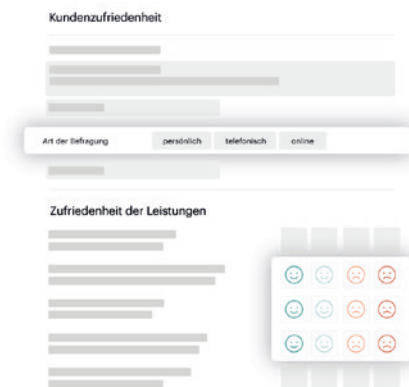 Kundenzufriedenheit
Art der Befragung persönlich telefonisch online
Zufriedenheit der Leistungen